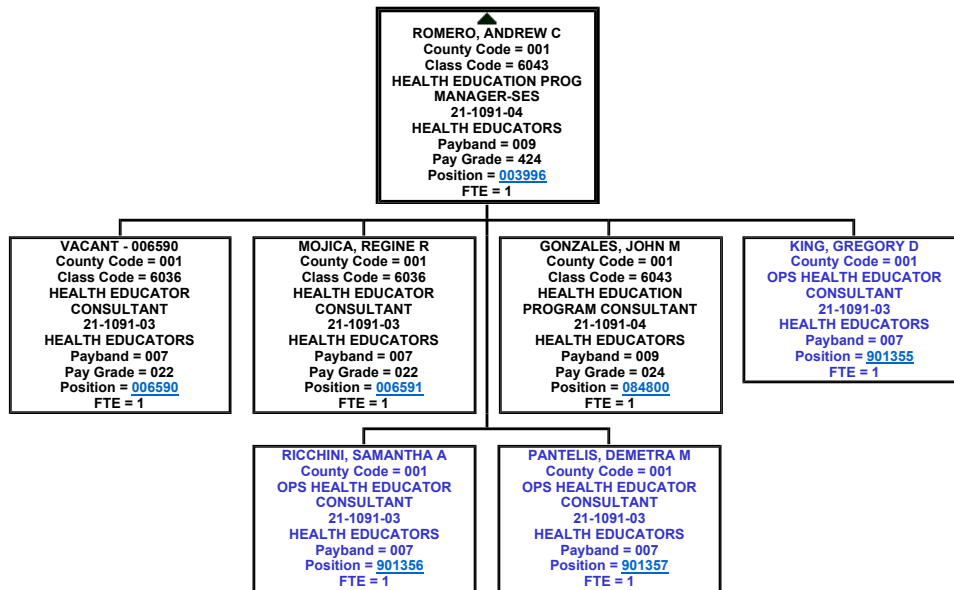 ROMERO, ANDREW C
County Code = 001
Class Code = 6043
HEALTH EDUCATION PROG
MANAGER-SES
21-1091-04
HEALTH EDUCATORS
Payband = 009
Pay Grade = 424
Position = 003996
FTE = 1
VACANT - 006590
County Code = 001
Class Code = 6036
HEALTH EDUCATOR
CONSULTANT
21-1091-03
HEALTH EDUCATORS
Payband = 007
Pay Grade = 022
Position = 006590
FTE = 1
MOJICA, REGINE R
County Code = 001
Class Code = 6036
HEALTH EDUCATOR
CONSULTANT
21-1091-03
HEALTH EDUCATORS
Payband = 007
Pay Grade = 022
Position = 006591
FTE = 1
GONZALES, JOHN M
County Code = 001
Class Code = 6043
HEALTH EDUCATION
PROGRAM CONSULTANT
21-1091-04
HEALTH EDUCATORS
Payband = 009
Pay Grade = 024
Position = 084800
FTE = 1
KING, GREGORY D
County Code = 001
OPS HEALTH EDUCATOR
CONSULTANT
21-1091-03
HEALTH EDUCATORS
Payband = 007
Position = 901355
FTE = 1
RICCHINI, SAMANTHA A
County Code = 001
OPS HEALTH EDUCATOR
CONSULTANT
21-1091-03
HEALTH EDUCATORS
Payband = 007
Position = 901356
FTE = 1
PANTELIS, DEMETRA M
County Code = 001
OPS HEALTH EDUCATOR
CONSULTANT
21-1091-03
HEALTH EDUCATORS
Payband = 007
Position = 901357
FTE = 1